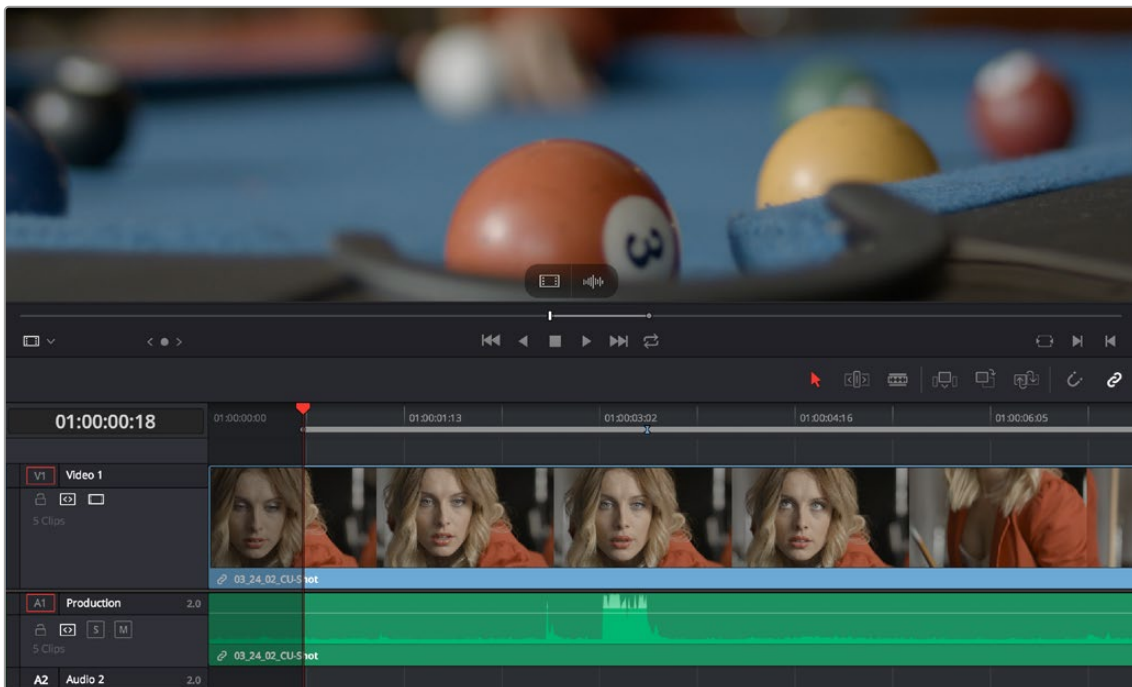 3
01:00:00:18
01:00:00:00
01:00:01:13
01:00:03:02
01:00:04:16
01:00:06:05
V1 Video 1
5 Clips
03_24_02_CU-Shot
A1 Production 2.0
S M
5 Clips
03_24_02_CU-Shot
A2 Audio 2 2.0